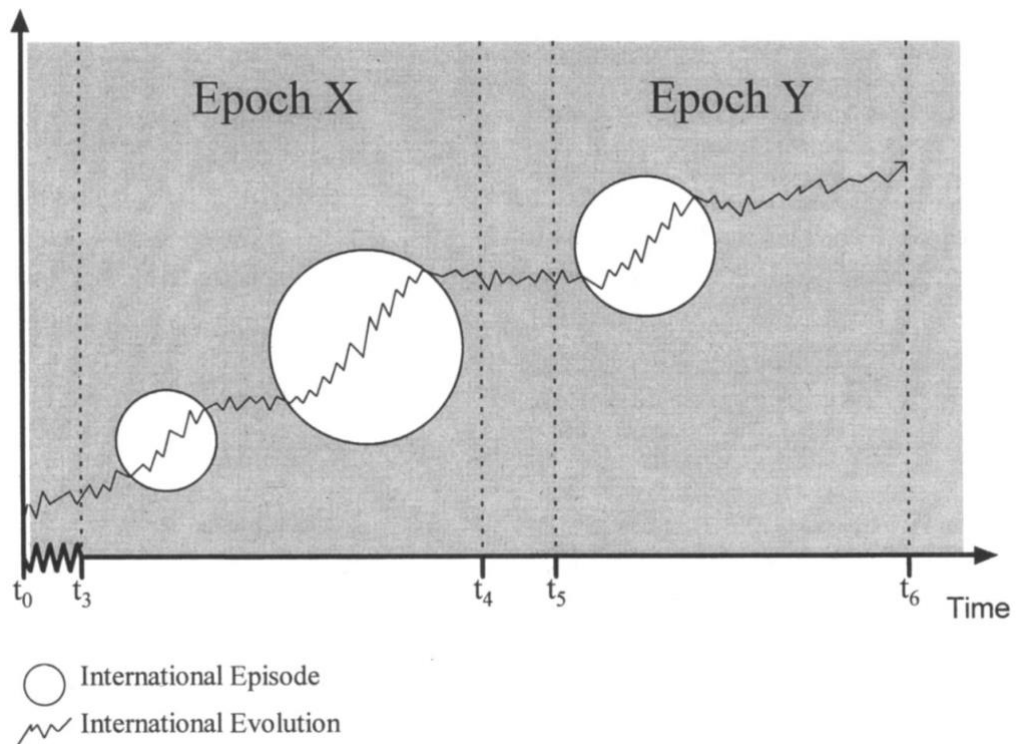 Epoch X
Epoch Y
t0
t3
t4
t5
t6
Time
International Episode
International Evolution